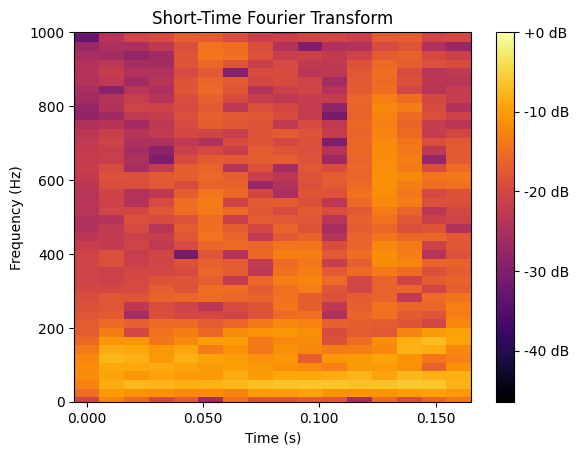 Short-Time Fourier Transform
Frequency (Hz)
1000
800
600
400
200
0
0.000
0.050
0.100
0.150
Time (s)
+0 dB
-10 dB
-20 dB
-30 dB
-40 dB